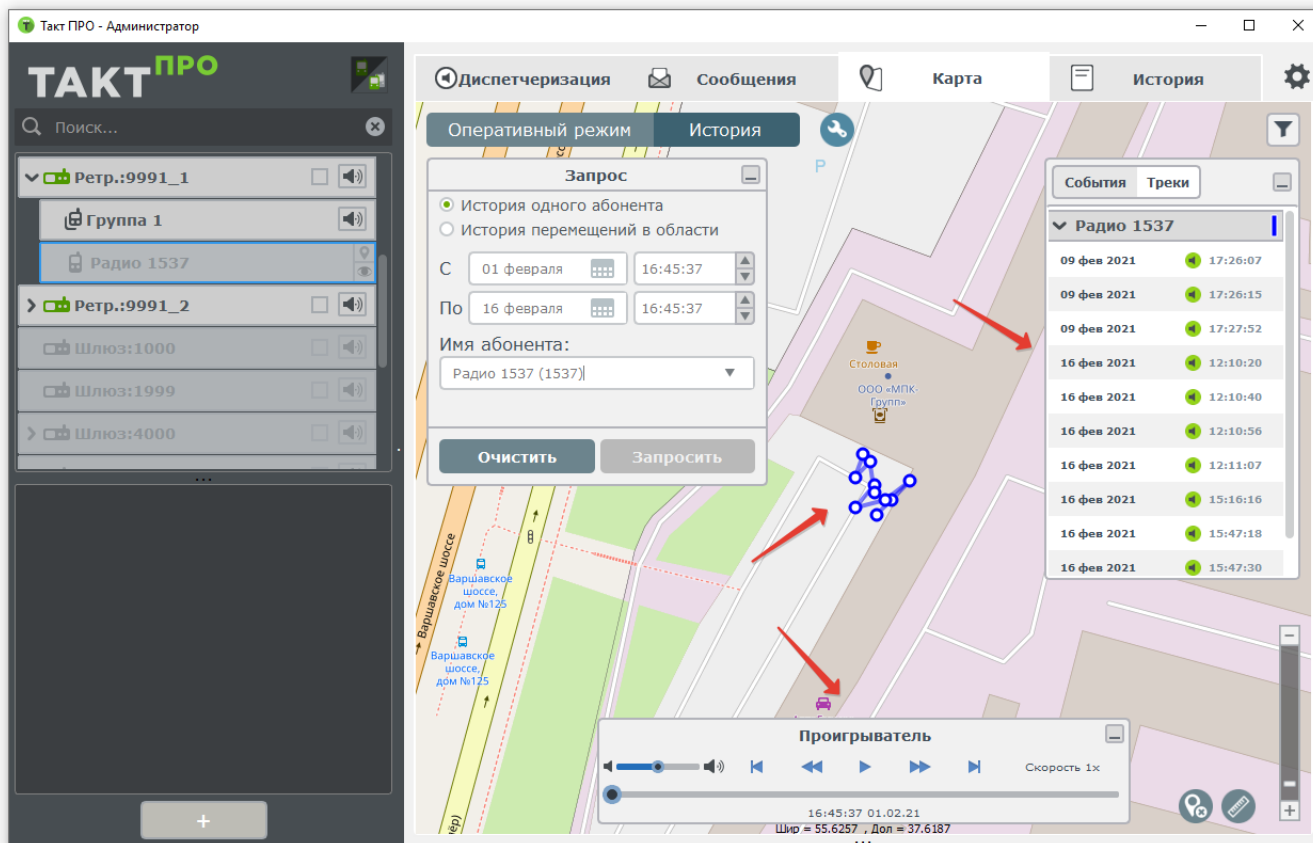 Такт ПРО - Администратор
ТАКТ ПРО
Поиск...
Ретр.:9991_1
Группа 1
Радио 1537
Ретр.:9991_2
Шлюз:1000
Шлюз:1999
Шлюз:4000
...
+
Диспетчеризация
Сообщения
Карта
История
Оперативный режим
История
Запрос
История одного абонента
История перемещений в области
С 01 февраля 16:45:37
По 16 февраля 16:45:37
Имя абонента:
Радио 1537 (1537)
Очистить
Запросить
P
Столовая
ООО «МПК-
Групп»
Варшавское шоссе
Варшавское
шоссе,
дом №125
Варшавское
шоссе,
дом №125
События Треки
Радио 1537
09 фев 2021 17:26:07
09 фев 2021 17:26:15
09 фев 2021 17:27:52
16 фев 2021 12:10:20
16 фев 2021 12:10:40
16 фев 2021 12:10:56
16 фев 2021 12:11:07
16 фев 2021 15:16:16
16 фев 2021 15:47:18
16 фев 2021 15:47:30
Проигрыватель
Скорость 1x
16:45:37 01.02.21
Шир = 55.6257 , Дол = 37.6187